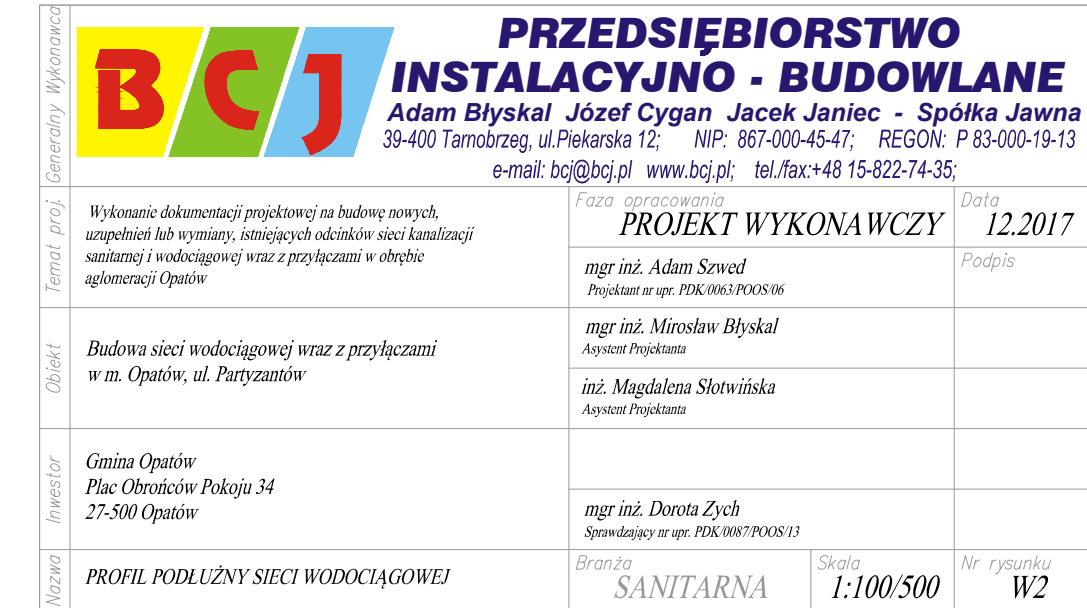 Generalny Wykonawca
BCJ
PRZEDSIĘBIORSTWO
INSTALACYJNO - BUDOWLANE
Adam Błyskal Józef Cygan Jacek Janiec - Spółka Jawna
39-400 Tarnobrzeg, ul.Piekarska 12; NIP: 867-000-45-47; REGON: P 83-000-19-13
e-mail: bcj@bcj.pl www.bcj.pl; tel./fax:+48 15-822-74-35;
Temat proj.
Wykonanie dokumentacji projektowej na budowę nowych,
uzupełnień lub wymiany, istniejących odcinków sieci kanalizacji
sanitarnej i wodociągowej wraz z przyłączami w obrębie
aglomeracji Opatów
Faza opracowania
PROJEKT WYKONAWCZY
Data
12.2017
mgr inż. Adam Szwed
Projektant nr upr. PDK/0063/POOS/06
Podpis
Obiekt
Budowa sieci wodociągowej wraz z przyłączami
w m. Opatów, ul. Partyzantów
mgr inż. Mirosław Błyskal
Asystent Projektanta
inż. Magdalena Słotwińska
Asystent Projektanta
Inwestor
Gmina Opatów
Plac Obrońców Pokoju 34
27-500 Opatów
mgr inż. Dorota Zych
Sprawdzający nr upr. PDK/0087/POOS/13
Nazwa
PROFIL PODŁUŻNY SIECI WODOCIĄGOWEJ
Branża
SANITARNA
Skala
1:100/500
Nr rysunku
W2